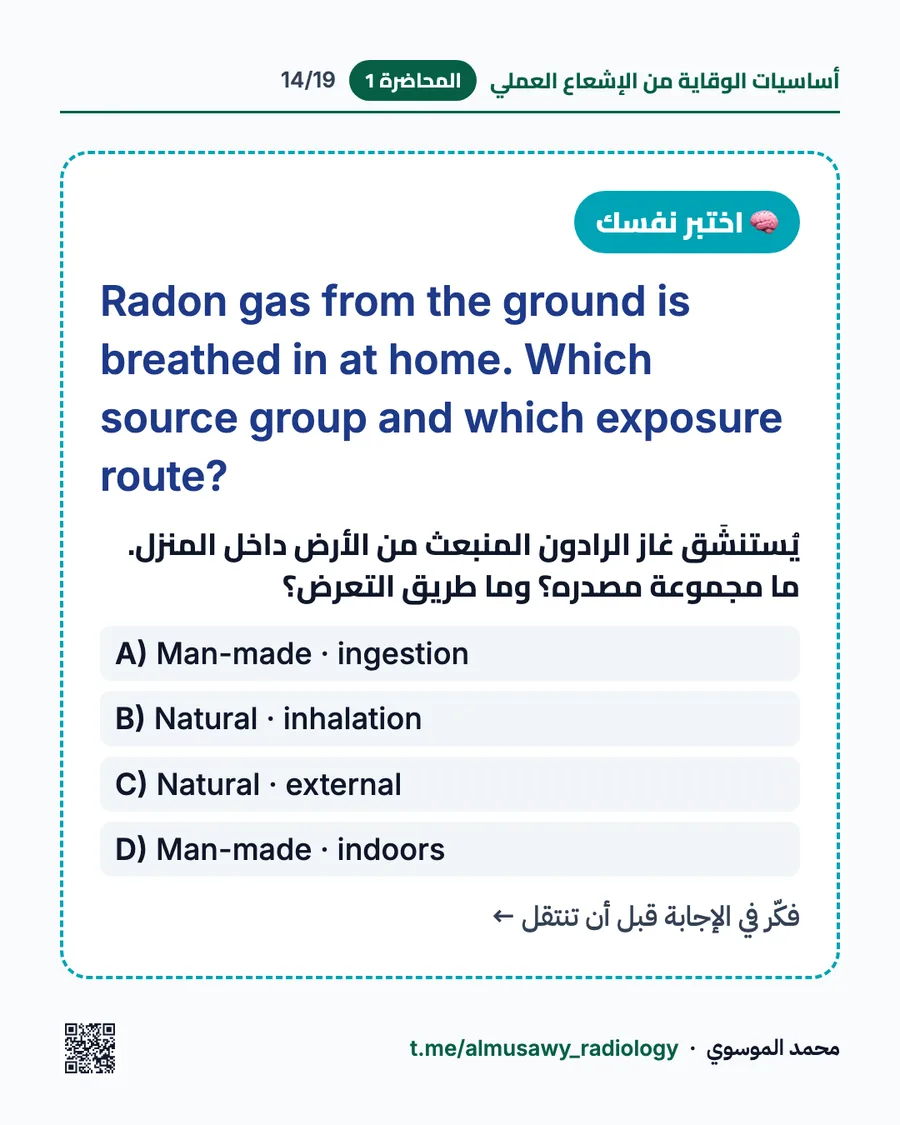 أساسيات الوقاية من الإشعاع العملي المحاضرة 1 14/19
🧠 اختبر نفسك
Radon gas from the ground is
breathed in at home. Which
source group and which exposure
route?
يُستنشَق غاز الرادون المنبعث من الأرض داخل المنزل.
ما مجموعة مصدره؟ وما طريق التعرض؟
A) Man-made · ingestion
B) Natural · inhalation
C) Natural · external
D) Man-made · indoors
فكّر في الإجابة قبل أن تنتقل ←
محمد الموسوي · t.me/almusawy_radiology